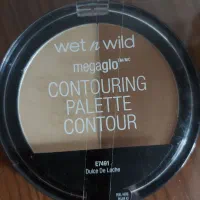 wet n wild
megaglo
CONTOURING
PALETTE
CONTOUR
E7491
Dulce De Leche